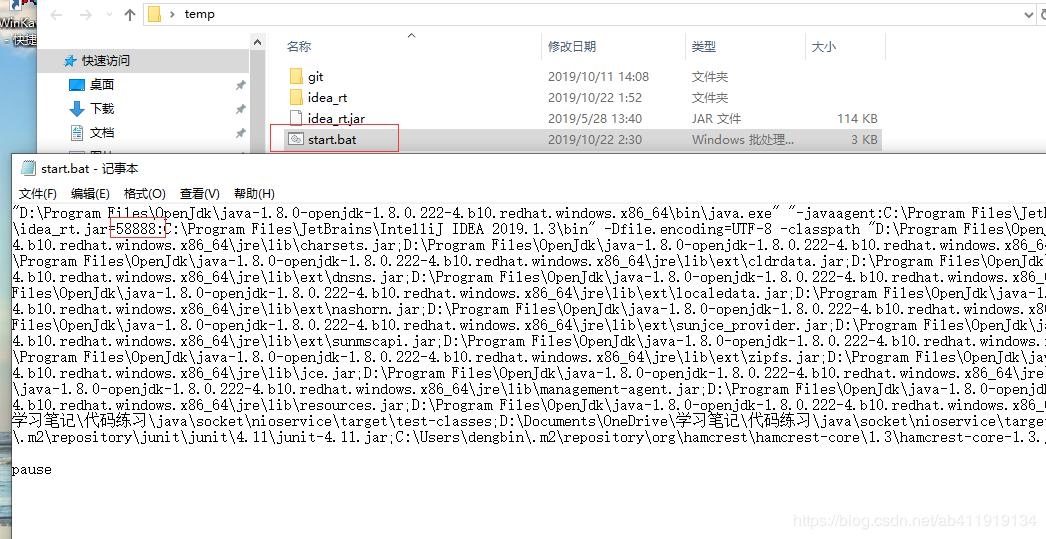 temp
WinKa
- 快捷
名称 修改日期 类型 大小
快速访问
桌面
下载
文档
git 2019/10/11 14:08 文件夹
idea_rt 2019/10/22 1:52 文件夹
idea_rt.jar 2019/5/28 13:40 JAR 文件 114 KB
start.bat 2019/10/22 2:30 Windows 批处理... 3 KB
start.bat - 记事本
文件(F) 编辑(E) 格式(O) 查看(V) 帮助(H)
"D:\Program Files\OpenJdk\java-1.8.0-openjdk-1.8.0.222-4.b10.redhat.windows.x86_64\bin\java.exe" "-javaagent:C:\Program Files\JetB
\idea_rt.jar=58888:C:\Program Files\JetBrains\IntelliJ IDEA 2019.1.3\bin" -Dfile.encoding=UTF-8 -classpath "D:\Program Files\OpenJ
4.b10.redhat.windows.x86_64\jre\lib\charsets.jar;D:\Program Files\OpenJdk\java-1.8.0-openjdk-1.8.0.222-4.b10.redhat.windows.x86_64
\Program Files\OpenJdk\java-1.8.0-openjdk-1.8.0.222-4.b10.redhat.windows.x86_64\jre\lib\ext\cldrdata.jar;D:\Program Files\OpenJdk\
4.b10.redhat.windows.x86_64\jre\lib\ext\dnsns.jar;D:\Program Files\OpenJdk\java-1.8.0-openjdk-1.8.0.222-4.b10.redhat.windows.x86_6
Files\OpenJdk\java-1.8.0-openjdk-1.8.0.222-4.b10.redhat.windows.x86_64\jre\lib\ext\localedata.jar;D:\Program Files\OpenJdk\java-1.
4.b10.redhat.windows.x86_64\jre\lib\ext\nashorn.jar;D:\Program Files\OpenJdk\java-1.8.0-openjdk-1.8.0.222-4.b10.redhat.windows.x86
Files\OpenJdk\java-1.8.0-openjdk-1.8.0.222-4.b10.redhat.windows.x86_64\jre\lib\ext\sunjce_provider.jar;D:\Program Files\OpenJdk\ja
4.b10.redhat.windows.x86_64\jre\lib\ext\sunmscapi.jar;D:\Program Files\OpenJdk\java-1.8.0-openjdk-1.8.0.222-4.b10.redhat.windows.x
\Program Files\OpenJdk\java-1.8.0-openjdk-1.8.0.222-4.b10.redhat.windows.x86_64\jre\lib\ext\zipfs.jar;D:\Program Files\OpenJdk\jav
4.b10.redhat.windows.x86_64\jre\lib\jce.jar;D:\Program Files\OpenJdk\java-1.8.0-openjdk-1.8.0.222-4.b10.redhat.windows.x86_64\jre\
\java-1.8.0-openjdk-1.8.0.222-4.b10.redhat.windows.x86_64\jre\lib\management-agent.jar;D:\Program Files\OpenJdk\java-1.8.0-openjd
4.b10.redhat.windows.x86_64\jre\lib\resources.jar;D:\Program Files\OpenJdk\java-1.8.0-openjdk-1.8.0.222-4.b10.redhat.windows.x86_6
学习笔记\代码练习\java\socket\nioservice\target\test-classes;D:\Documents\OneDrive\学习笔记\代码练习\java\socket\nioservice\targe
\.m2\repository\junit\junit\4.11\junit-4.11.jar;C:\Users\dengbin\.m2\repository\org\hamcrest\hamcrest-core\1.3\hamcrest-core-1.3.
pause
https://blog.csdn.net/ab411919134